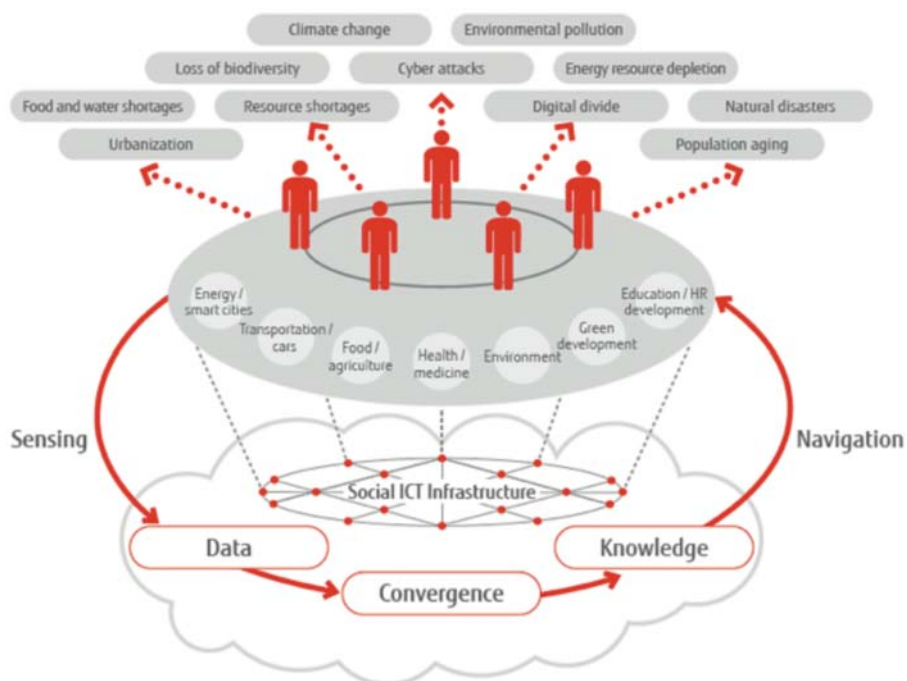 Climate change
Environmental pollution
Loss of biodiversity
Cyber attacks
Energy resource depletion
Food and water shortages
Resource shortages
Digital divide
Natural disasters
Urbanization
Population aging
Energy /
smart cities
Transportation /
cars
Food /
agriculture
Health /
medicine
Environment
Green
development
Education / HR
development
Sensing
Navigation
Social ICT Infrastructure
Data
Knowledge
Convergence